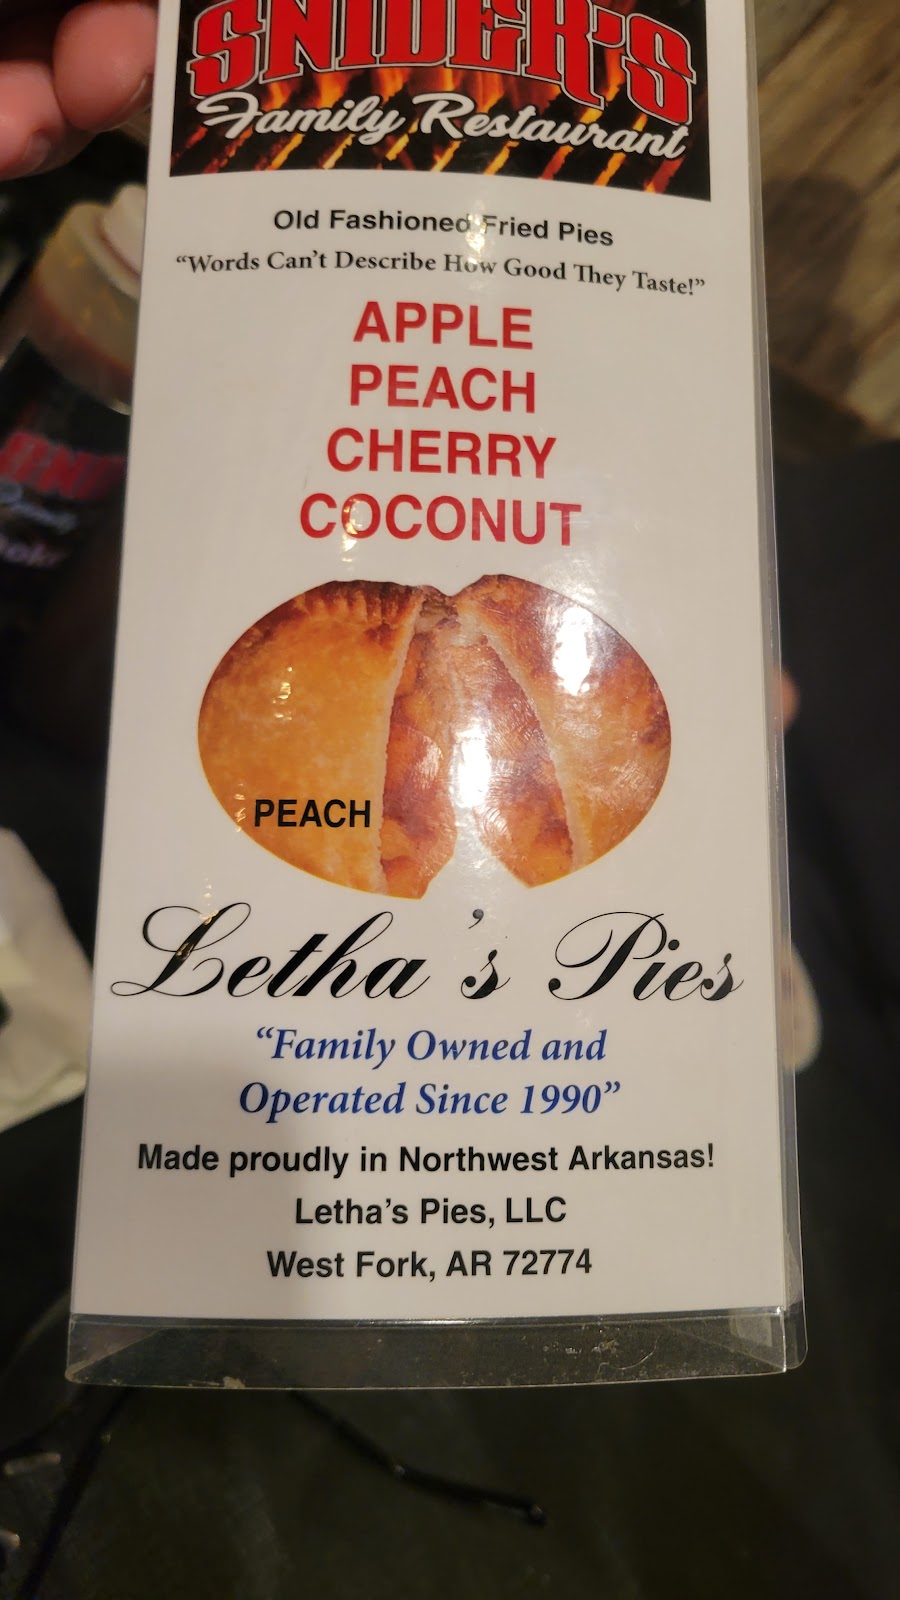 SNIDER'S
Family Restaurant
Old Fashioned Fried Pies
“Words Can't Describe How Good They Taste!”
APPLE
PEACH
CHERRY
COCONUT
PEACH
Letha's Pies
“Family Owned and
Operated Since 1990”
Made proudly in Northwest Arkansas!
Letha's Pies, LLC
West Fork, AR 72774